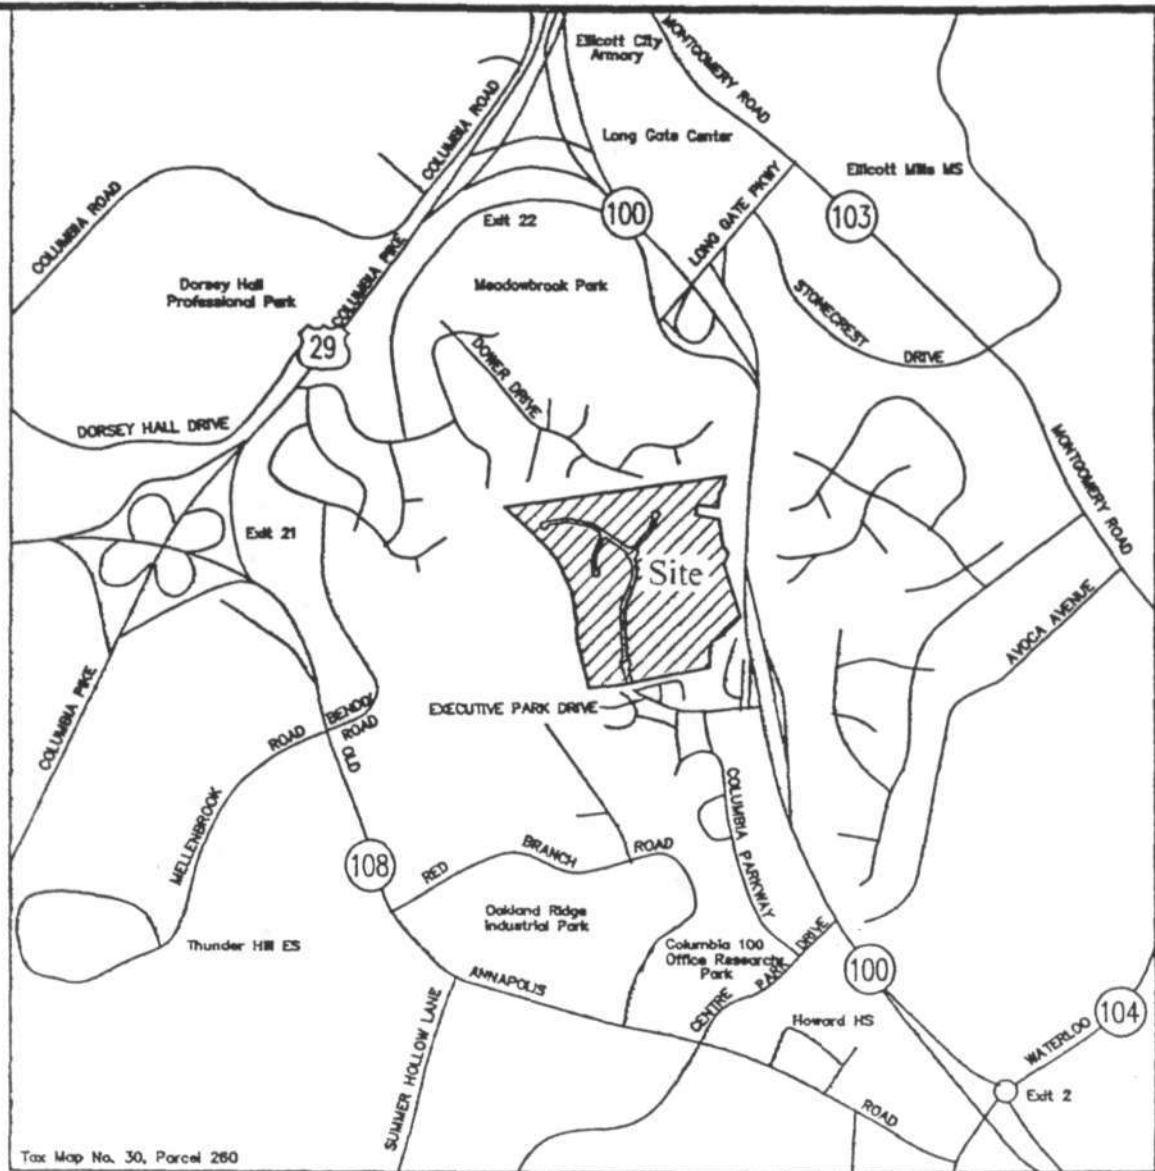 Ellicott City
Armory
MONTGOMERY ROAD
COLUMBIA ROAD
Long Gate Center
Ellicott Mills MS
LONG GATE PKWY
COLUMBIA ROAD
100
103
Exit 22
COLUMBIA PIKE
Dorsey Hall
Professional Park
Meadowbrook Park
STONECREST
DRIVE
29
DOWER DRIVE
DORSEY HALL DRIVE
MONTGOMERY ROAD
Exit 21
Site
AVOCA AVENUE
COLUMBIA PIKE
EXECUTIVE PARK DRIVE
ROAD
BENDIX
ROAD
OLD
MELLENBROOK
COLUMBIA PARKWAY
108
RED
BRANCH
ROAD
Oakland Ridge
Industrial Park
Thunder Hill ES
Columbia 100
Office Research
Park
CENTRE PARK DRIVE
100
ANNAPOLIS
SUMMER HOLLOW LANE
Howard HS
WATERLOO
104
Exit 2
ROAD
Tax Map No. 30, Parcel 260